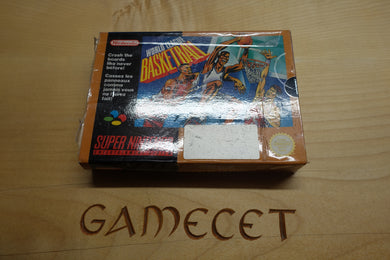 Nintendo
WORLD LEAGUE
BASKETBALL
Crash the
boards
like never
before!
Cassez les
panneaux
comme
jamais vous
ne l'avez
fait!
SUPER
GAMECET